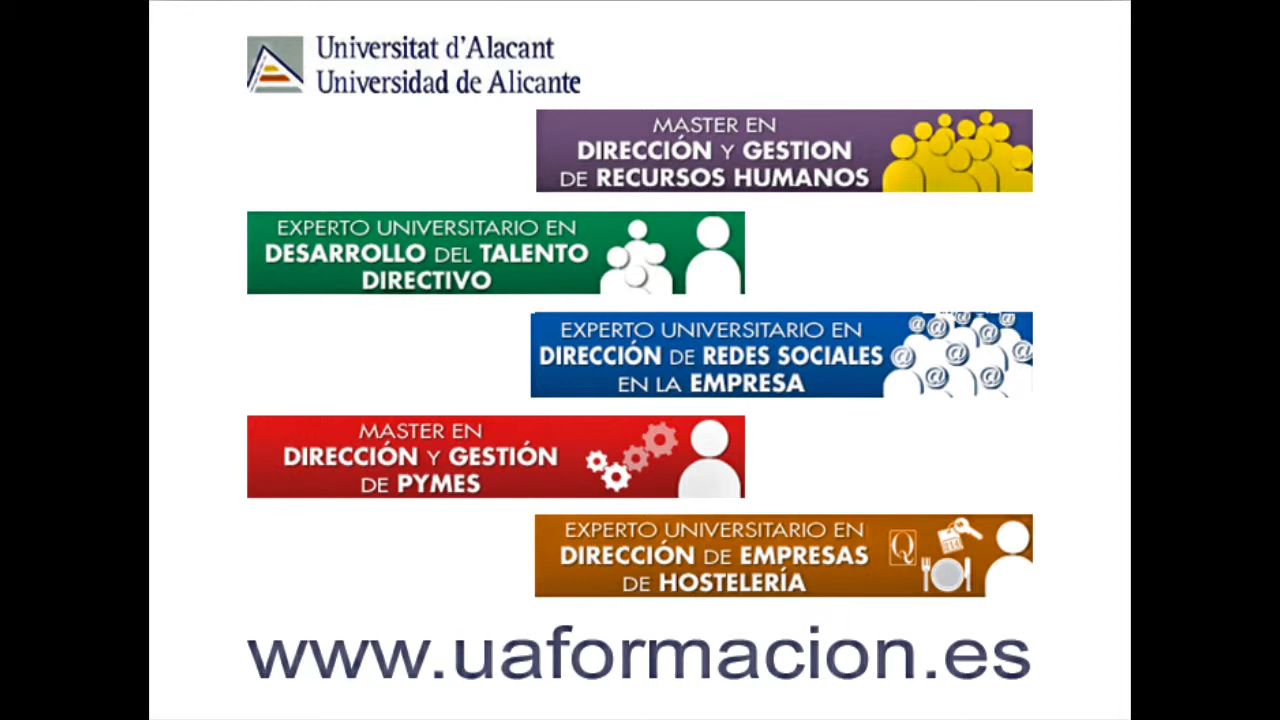 Universitat d'Alacant
Universidad de Alicante
MASTER EN
DIRECCIÓN Y GESTION
DE RECURSOS HUMANOS
EXPERTO UNIVERSITARIO EN
DESARROLLO DEL TALENTO
DIRECTIVO
EXPERTO UNIVERSITARIO EN
DIRECCIÓN DE REDES SOCIALES
EN LA EMPRESA
@ @ @ @ @ @ @ @ @
MASTER EN
DIRECCIÓN Y GESTIÓN
DE PYMES
EXPERTO UNIVERSITARIO EN
DIRECCIÓN DE EMPRESAS
DE HOSTELERÍA
Q
www.uaformacion.es